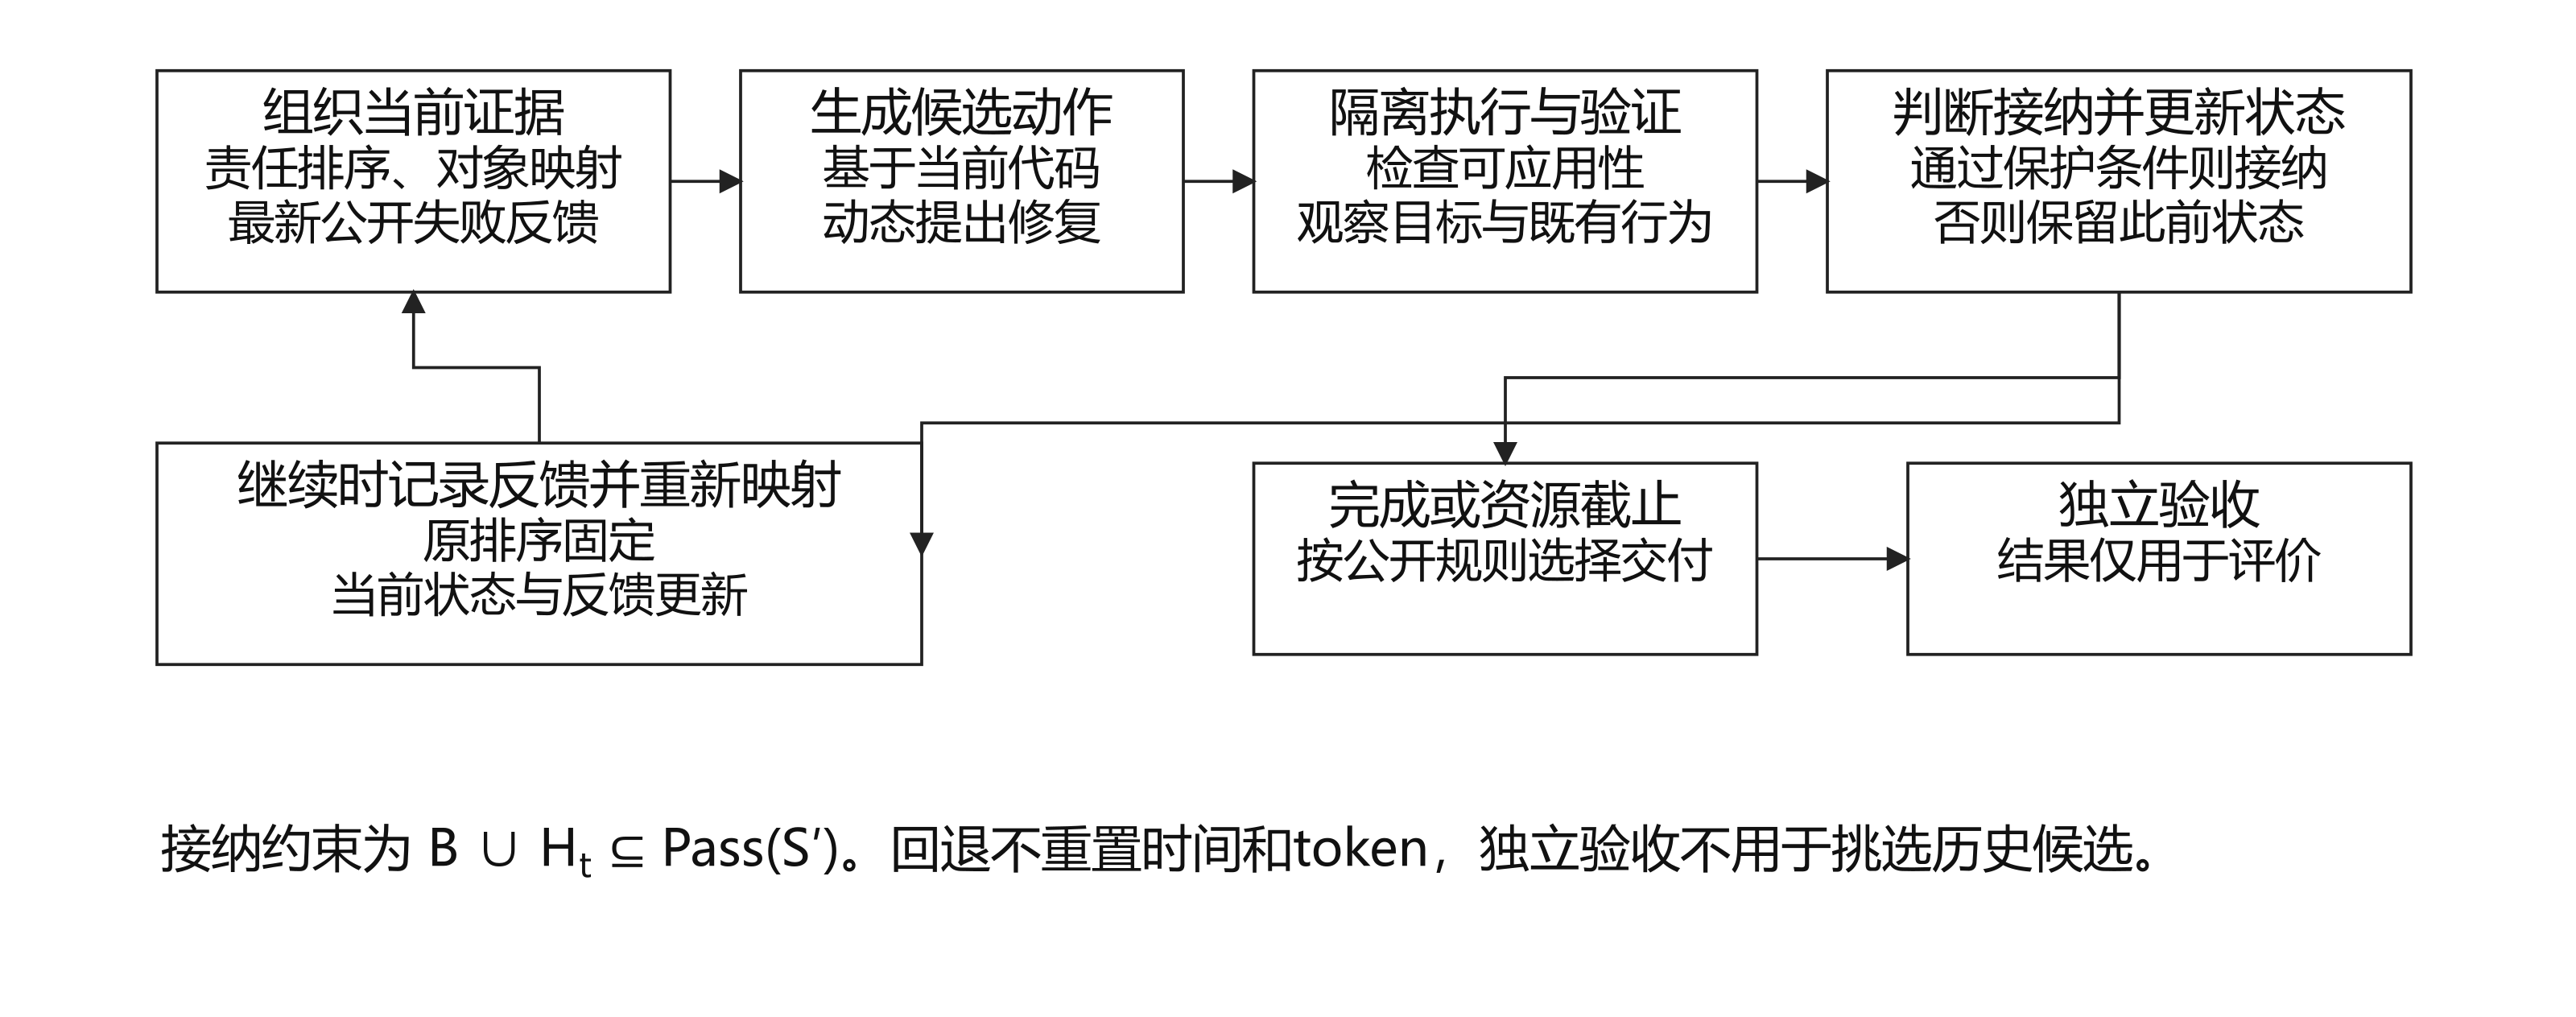 组织当前证据
责任排序、对象映射
最新公开失败反馈
生成候选动作
基于当前代码
动态提出修复
隔离执行与验证
检查可应用性
观察目标与既有行为
判断接纳并更新状态
通过保护条件则接纳
否则保留此前状态
继续时记录反馈并重新映射
原排序固定
当前状态与反馈更新
完成或资源截止
按公开规则选择交付
独立验收
结果仅用于评价
接纳约束为 B ∪ Hₜ ⊆ Pass(S′)。回退不重置时间和token，独立验收不用于挑选历史候选。